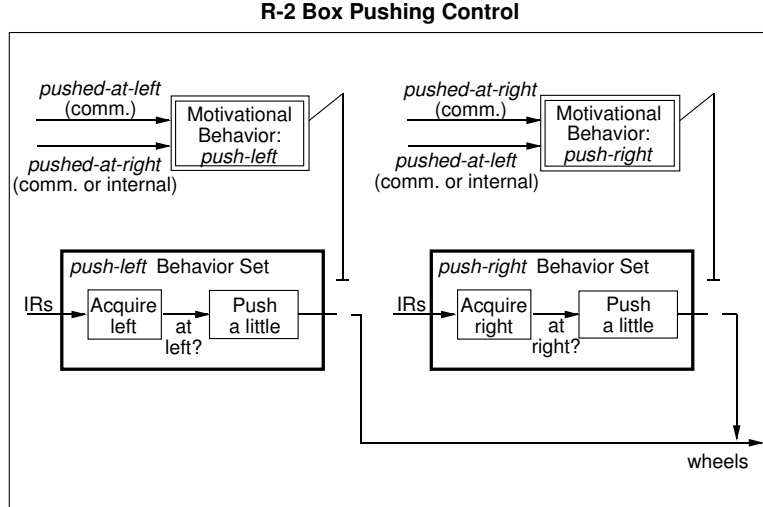 R-2 Box Pushing Control
pushed-at-left
(comm.)
pushed-at-right
(comm. or internal)
Motivational
Behavior:
push-left
pushed-at-right
(comm.)
pushed-at-left
(comm. or internal)
Motivational
Behavior:
push-right
push-left Behavior Set
IRs
Acquire
left
at
left?
Push
a little
push-right Behavior Set
IRs
Acquire
right
at
right?
Push
a little
wheels